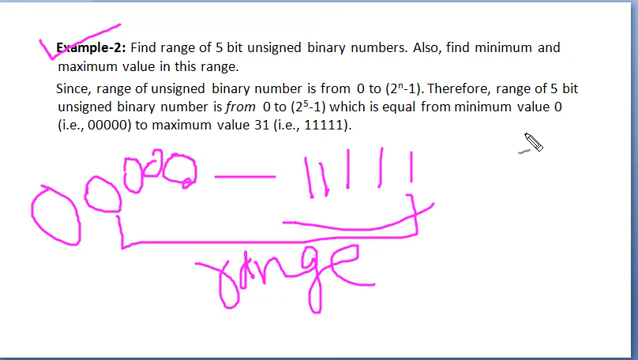 Example-2: Find range of 5 bit unsigned binary numbers. Also, find minimum and
maximum value in this range.
Since, range of unsigned binary number is from 0 to (2ⁿ-1). Therefore, range of 5 bit
unsigned binary number is from 0 to (2⁵-1) which is equal from minimum value 0
(i.e., 00000) to maximum value 31 (i.e., 11111).
00000 — 11111
range